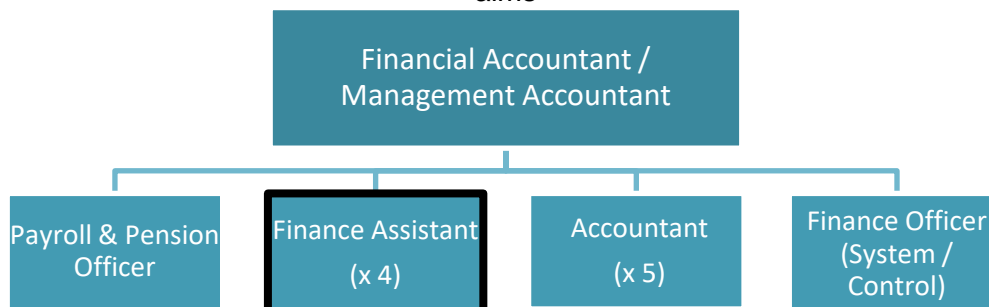 Financial Accountant /
Management Accountant
Payroll & Pension
Officer
Finance Assistant
(x 4)
Accountant
(x 5)
Finance Officer
(System /
Control)